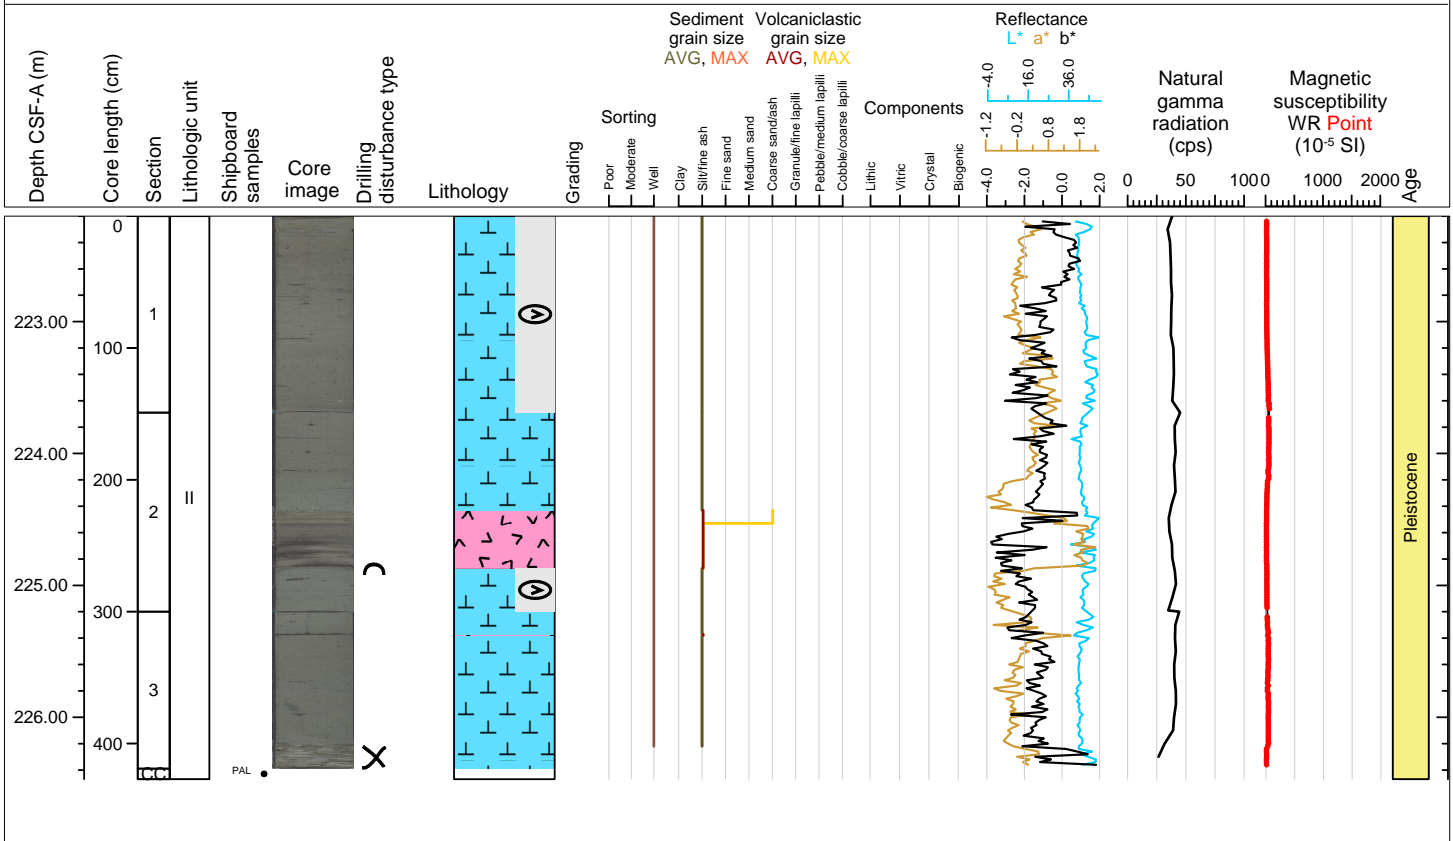 Depth CSF-A (m)
Core length (cm)
Section
Lithologic unit
Shipboard
samples
Core
image
Drilling
disturbance type
Lithology
Grading
Sorting
Poor
Moderate
Well
Sediment
grain size
AVG, MAX
Volcaniclastic
grain size
AVG, MAX
Clay
Silt/fine ash
Fine sand
Medium sand
Coarse sand/ash
Granule/fine lapilli
Pebble/medium lapilli
Cobble/coarse lapilli
Components
Lithic
Vitric
Crystal
Biogenic
Reflectance
L* a* b*
-4.0 16.0 36.0
-1.2 -0.2 0.8 1.8
-4.0 -2.0 0.0 2.0
Natural
gamma
radiation
(cps)
0 50 100
Magnetic
susceptibility
WR Point
(10⁻⁵ SI)
0 1000 2000
Age
0
1
223.00
100
224.00
200
2
II
225.00
300
3
226.00
400
CC
PAL
Pleistocene